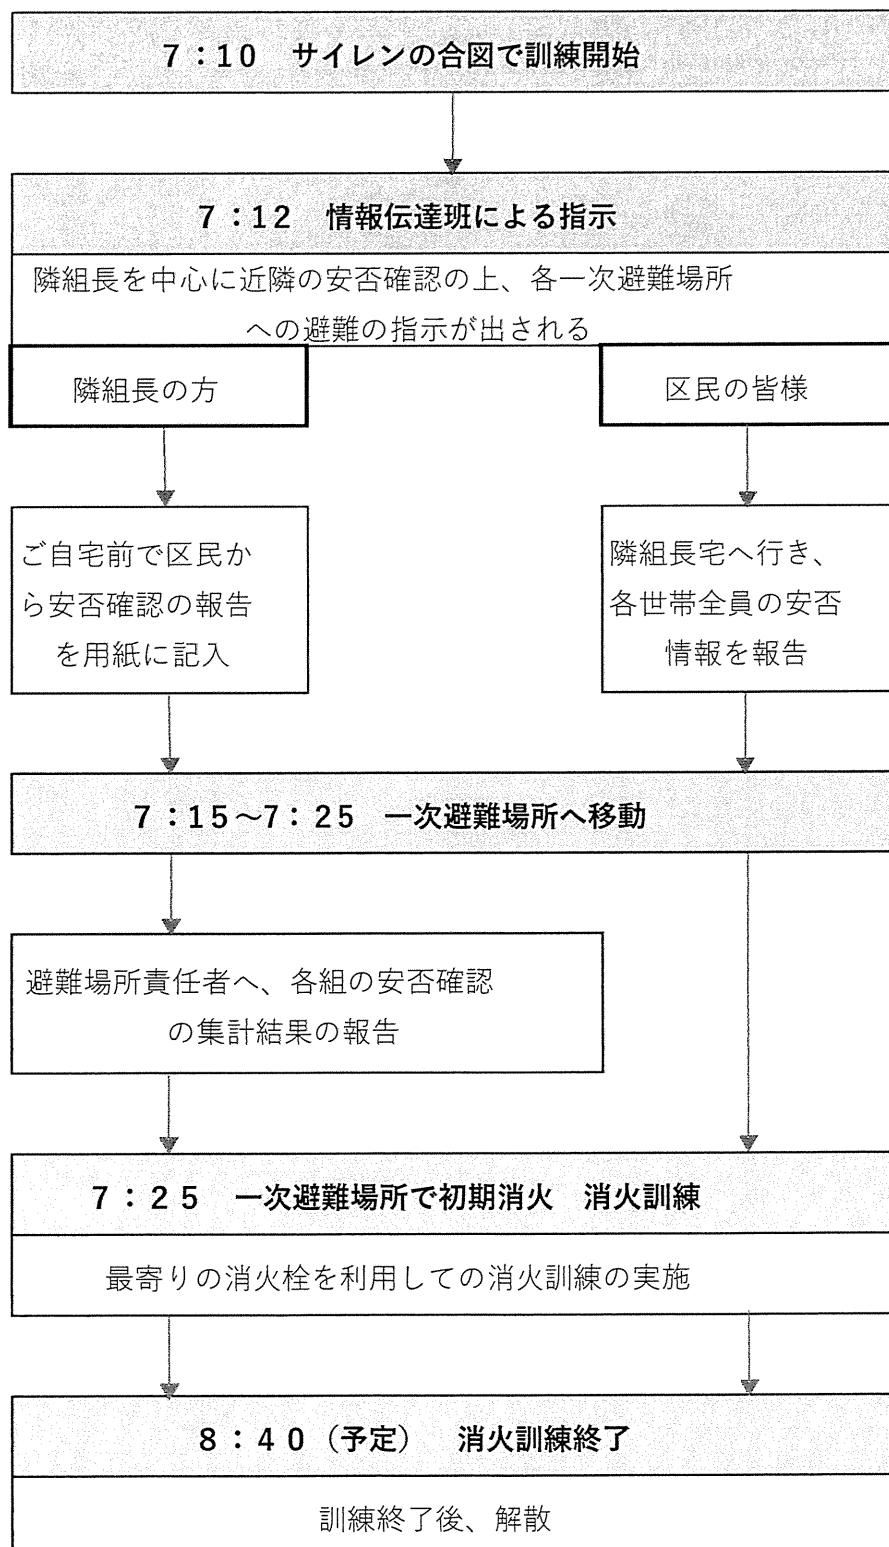 7：10　サイレンの合図で訓練開始
7：12　情報伝達班による指示
隣組長を中心に近隣の安否確認の上、各一次避難場所
への避難の指示が出される
隣組長の方
区民の皆様
ご自宅前で区民か
ら安否確認の報告
を用紙に記入
隣組長宅へ行き、
各世帯全員の安否
情報を報告
7：15～7：25　一次避難場所へ移動
避難場所責任者へ、各組の安否確認
の集計結果の報告
7：25　一次避難場所で初期消火　消火訓練
最寄りの消火栓を利用しての消火訓練の実施
8：40（予定）　消火訓練終了
訓練終了後、解散